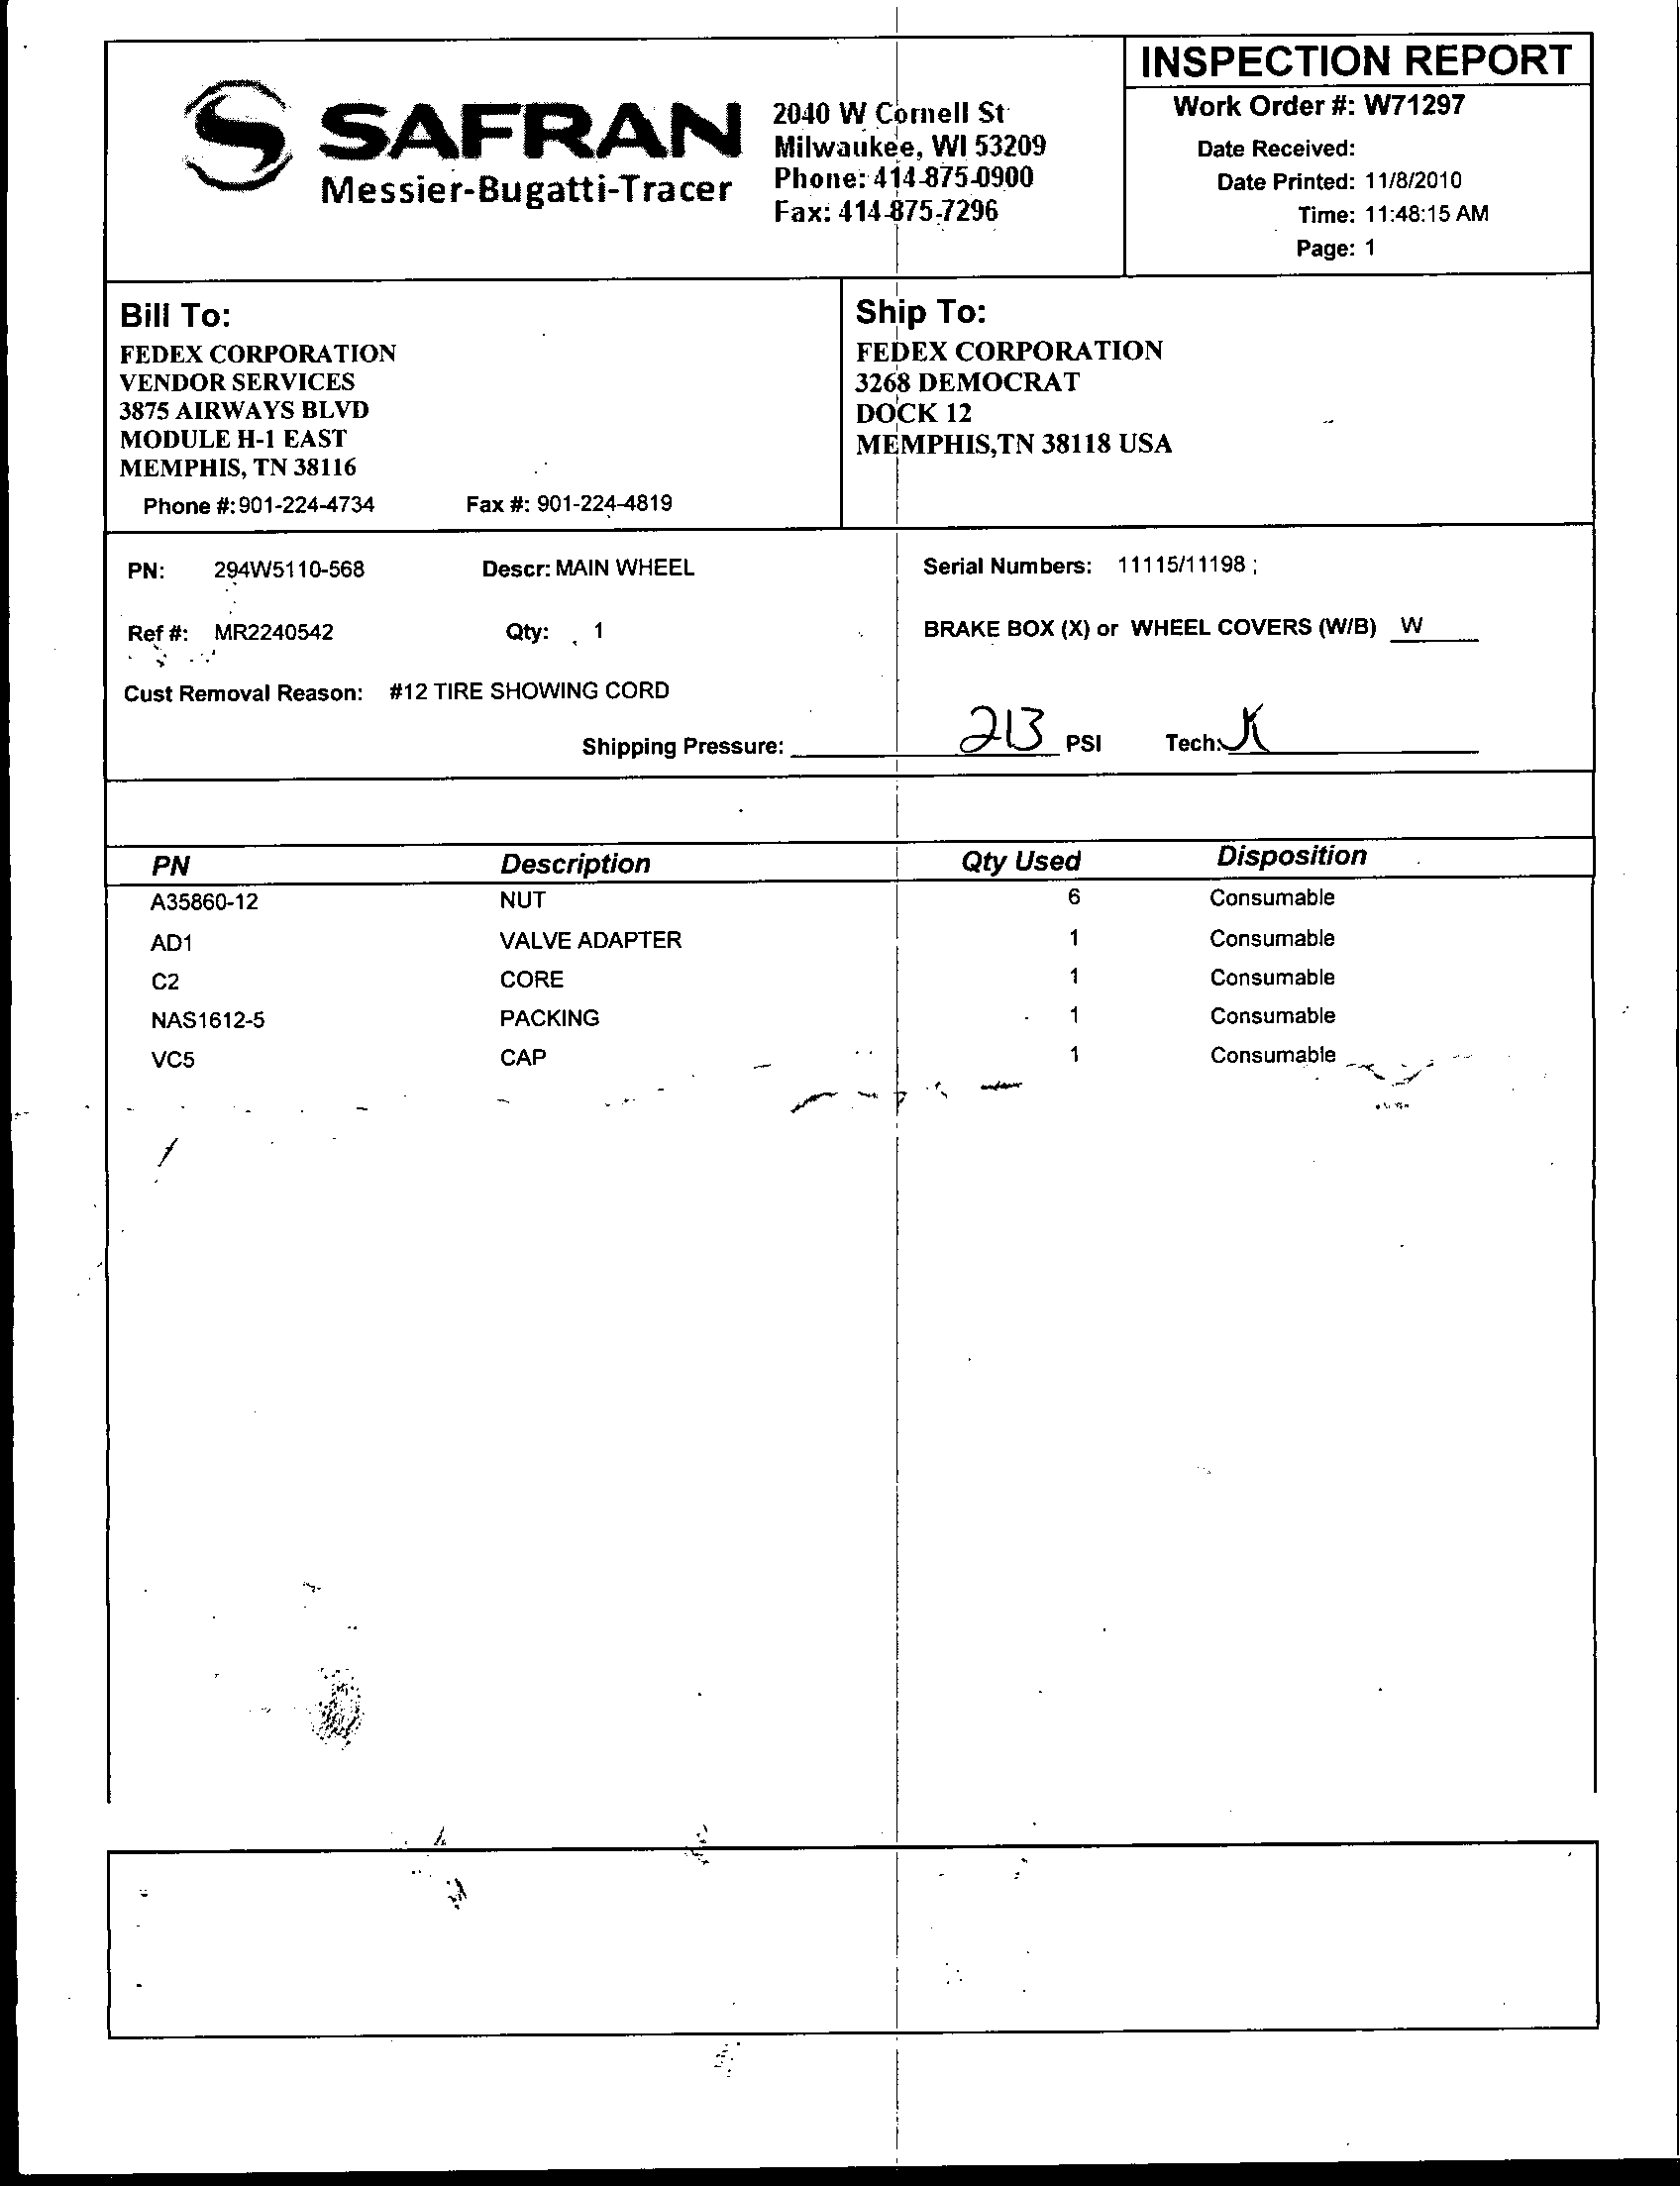 INSPECTION REPORT
SAFRAN
Messier-Bugatti-Tracer
2040 W Cornell St
Milwaukee, WI 53209
Phone: 414-875-0900
Fax: 414-875-7296
Work Order #: W71297
Date Received:
Date Printed: 11/8/2010
Time: 11:48:15 AM
Page: 1
Bill To:
FEDEX CORPORATION
VENDOR SERVICES
3875 AIRWAYS BLVD
MODULE H-1 EAST
MEMPHIS, TN 38116
Phone #: 901-224-4734 Fax #: 901-224-4819
Ship To:
FEDEX CORPORATION
3268 DEMOCRAT
DOCK 12
MEMPHIS,TN 38118 USA
PN: 294W5110-568 Descr: MAIN WHEEL Serial Numbers: 11115/11198 ;
Ref #: MR2240542 Qty: 1 BRAKE BOX (X) or WHEEL COVERS (W/B) W
Cust Removal Reason: #12 TIRE SHOWING CORD
Shipping Pressure: 213 PSI Tech: K
PN Description Qty Used Disposition
A35860-12 NUT 6 Consumable
AD1 VALVE ADAPTER 1 Consumable
C2 CORE 1 Consumable
NAS1612-5 PACKING 1 Consumable
VC5 CAP 1 Consumable